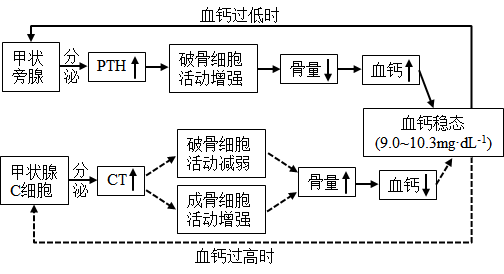 血钙过低时
甲状
旁腺
分
泌
PTH
破骨细胞
活动增强
骨量
血钙
血钙稳态
(9.0~10.3mg·dL-1)
甲状腺
C细胞
分
泌
CT
破骨细胞
活动减弱
成骨细胞
活动增强
骨量
血钙
血钙过高时